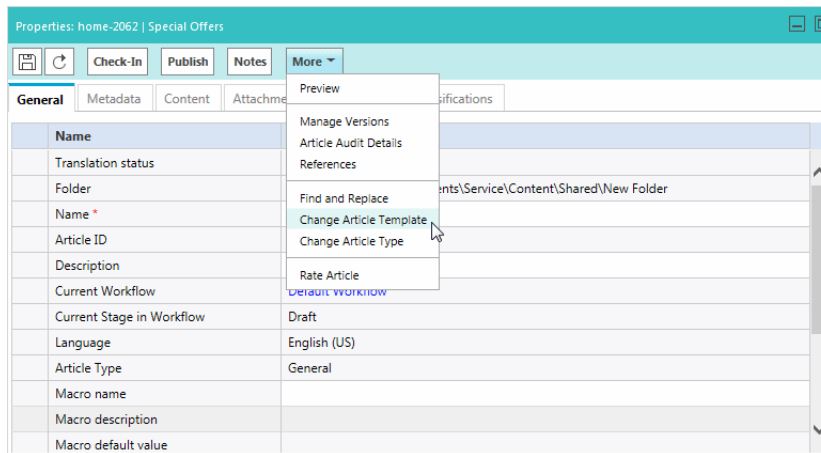 Properties: home-2062 | Special Offers
Check-In Publish Notes More
General Metadata Content
Preview
Manage Versions
Article Audit Details
References
Find and Replace
Change Article Template
Change Article Type
Rate Article
Name
Translation status
Folder \Service\Content\Shared\New Folder
Name *
Article ID
Description
Current Workflow Default Workflow
Current Stage in Workflow Draft
Language English (US)
Article Type General
Macro name
Macro description
Macro default value